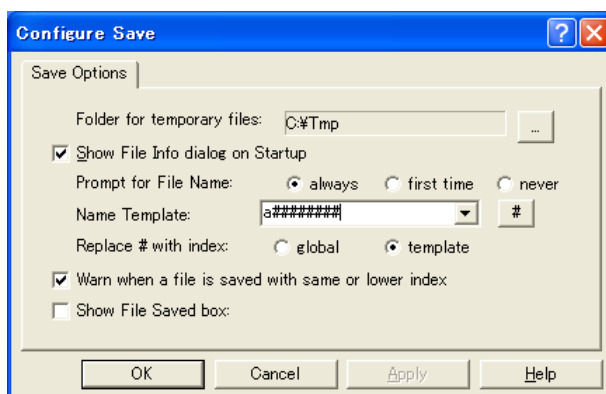 Configure Save
Save Options
Folder for temporary files: C:¥Tmp ...
Show File Info dialog on Startup
Prompt for File Name: always first time never
Name Template: a######## #
Replace # with index: global template
Warn when a file is saved with same or lower index
Show File Saved box:
OK Cancel Apply Help